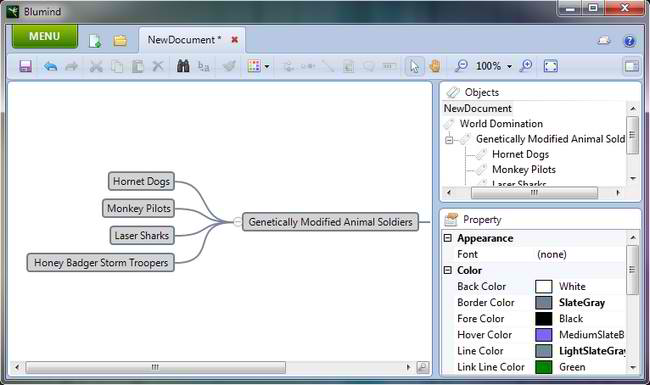 Blumind
MENU
NewDocument *
100%
Hornet Dogs
Monkey Pilots
Laser Sharks
Honey Badger Storm Troopers
Genetically Modified Animal Soldiers
Objects
NewDocument
World Domination
Genetically Modified Animal Sold
Hornet Dogs
Monkey Pilots
Laser Sharks
Property
Appearance
Font (none)
Color
Back Color White
Border Color SlateGray
Fore Color Black
Hover Color MediumSlateB
Line Color LightSlateGray
Link Line Color Green